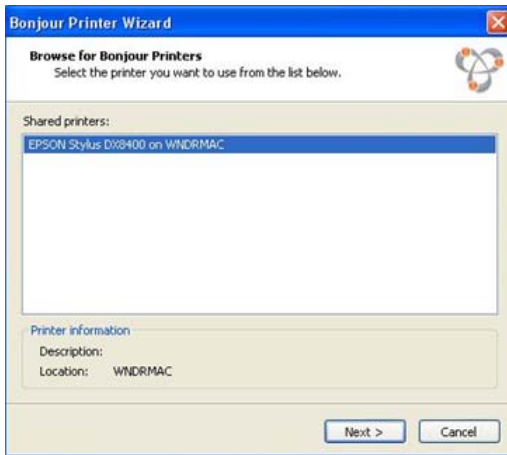 Bonjour Printer Wizard
Browse for Bonjour Printers
Select the printer you want to use from the list below.
Shared printers:
EPSON Stylus DX8400 on WNDRMAC
Printer information
Description:
Location: WNDRMAC
Next >
Cancel